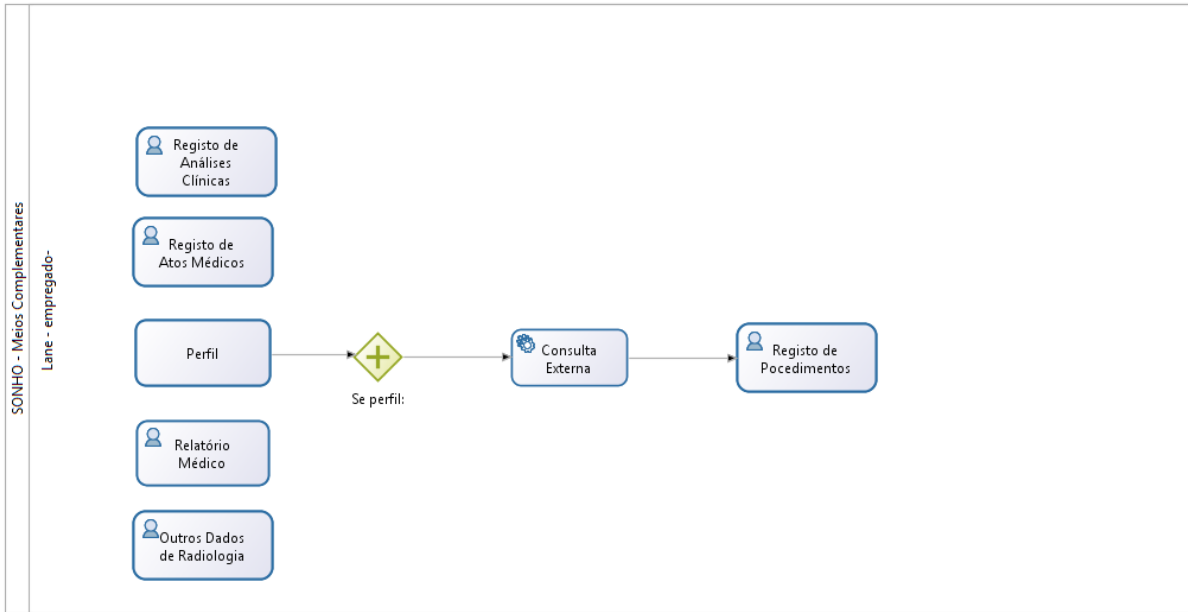 SONHO - Meios Complementares
Lane - empregado-
Registo de
Análises
Clínicas
Registo de
Atos Médicos
Perfil
Se perfil:
Consulta
Externa
Registo de
Pocedimentos
Relatório
Médico
Outros Dados
de Radiologia